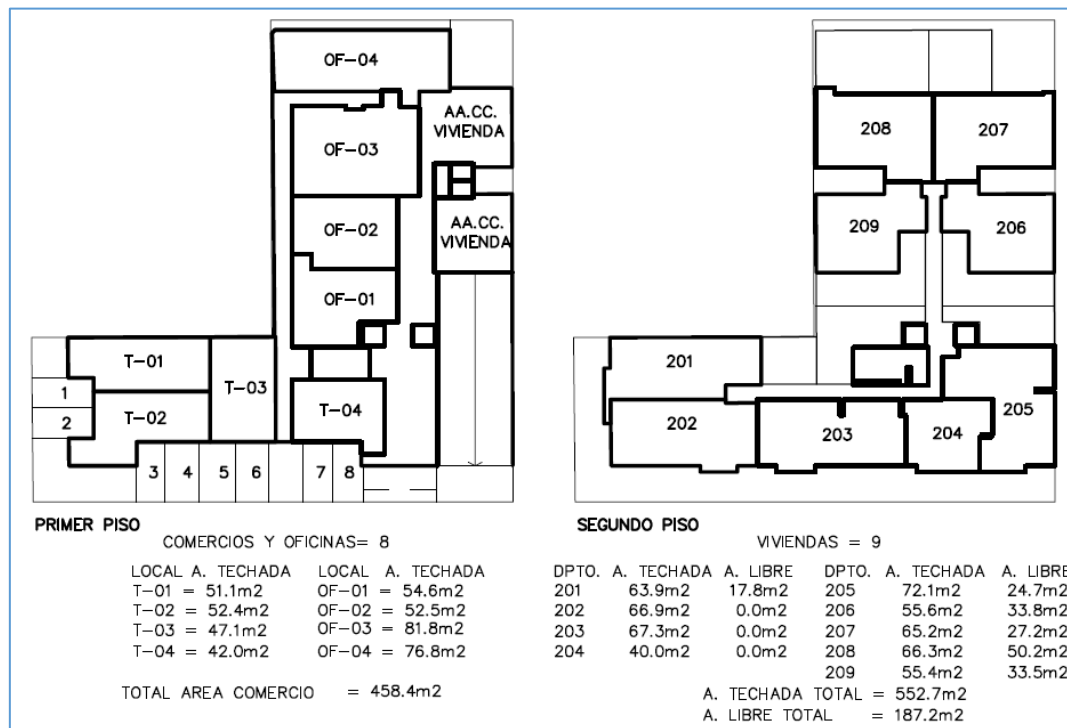 OF-04
AA.CC.
VIVIENDA
OF-03
OF-02
AA.CC.
VIVIENDA
OF-01
T-01
T-03
1
2
T-02
T-04
3 4 5 6 7 8
208 207
209 206
201
202 203 204 205
PRIMER PISO
COMERCIOS Y OFICINAS= 8
LOCAL A. TECHADA LOCAL A. TECHADA
T-01 = 51.1m2 OF-01 = 54.6m2
T-02 = 52.4m2 OF-02 = 52.5m2
T-03 = 47.1m2 OF-03 = 81.8m2
T-04 = 42.0m2 OF-04 = 76.8m2
TOTAL AREA COMERCIO = 458.4m2
SEGUNDO PISO
VIVIENDAS = 9
DPTO. A. TECHADA A. LIBRE DPTO. A. TECHADA A. LIBRE
201 63.9m2 17.8m2 205 72.1m2 24.7m2
202 66.9m2 0.0m2 206 55.6m2 33.8m2
203 67.3m2 0.0m2 207 65.2m2 27.2m2
204 40.0m2 0.0m2 208 66.3m2 50.2m2
209 55.4m2 33.5m2
A. TECHADA TOTAL = 552.7m2
A. LIBRE TOTAL = 187.2m2